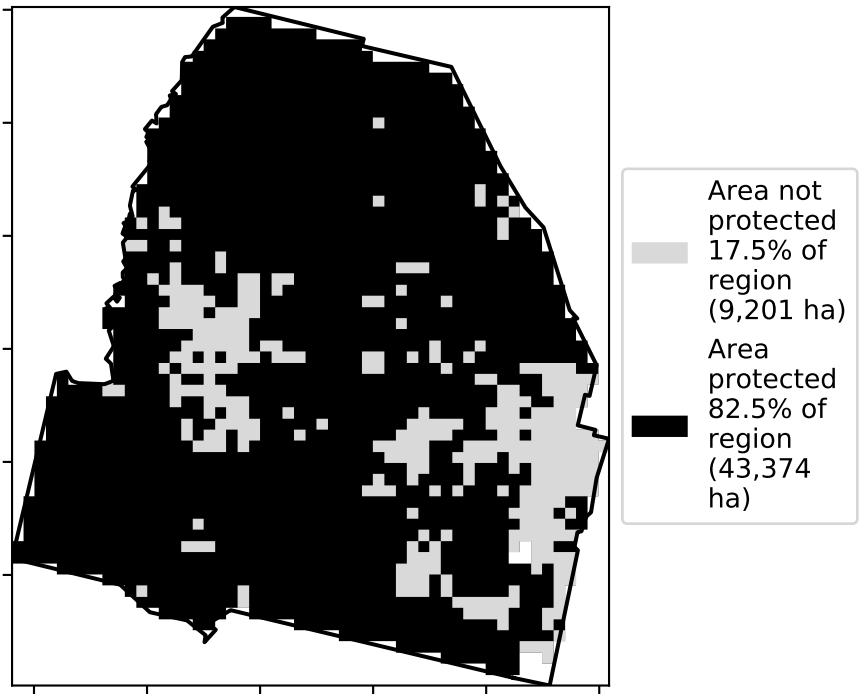 Area not
protected
17.5% of
region
(9,201 ha)
Area
protected
82.5% of
region
(43,374
ha)